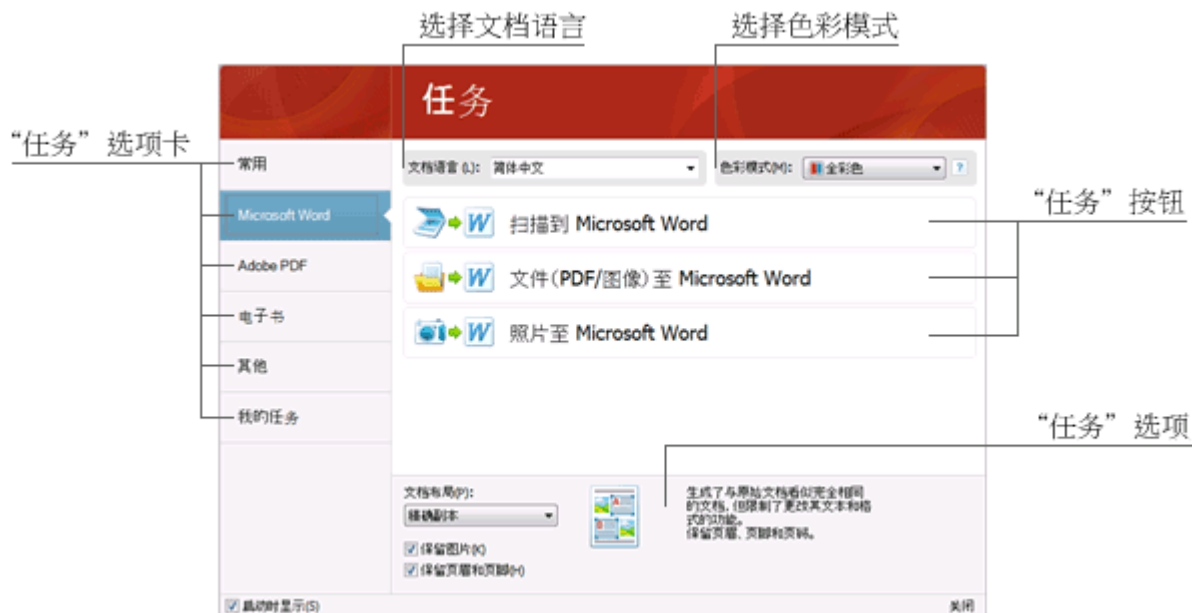 选择文档语言
选择色彩模式
任务
“任务” 选项卡
常用
文档语言(L): 简体中文
色彩模式(M): 全彩色 ?
Microsoft Word
扫描到 Microsoft Word
“任务” 按钮
Adobe PDF
文件(PDF/图像)至 Microsoft Word
电子书
照片至 Microsoft Word
其他
我的任务
“任务” 选项
文档布局(P):
精确副本
保留图片(K)
保留页眉和页脚(H)
生成了与原始文档看似完全相同
的文档,但限制了更改其文本和格
式的功能。
保留页眉、页脚和页码。
启动时显示(S)
关闭